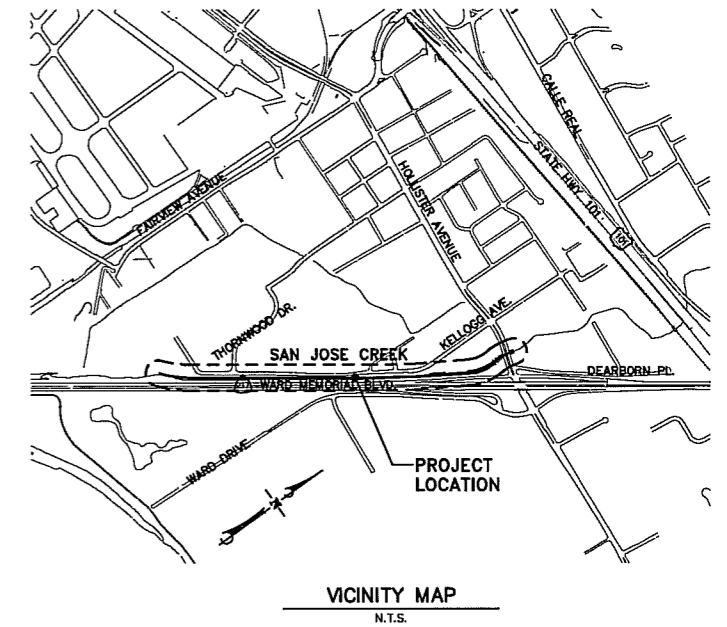 CALLE REAL
STATE HWY. 101.
101
FAIRVIEW AVENUE
HOLLISTER AVENUE
THORNWOOD DR.
KELLOGG AVE.
SAN JOSE CREEK
DEARBORN PL.
WARD MEMORIAL BLVD.
WARD DRIVE
PROJECT
LOCATION
VICINITY MAP
N.T.S.